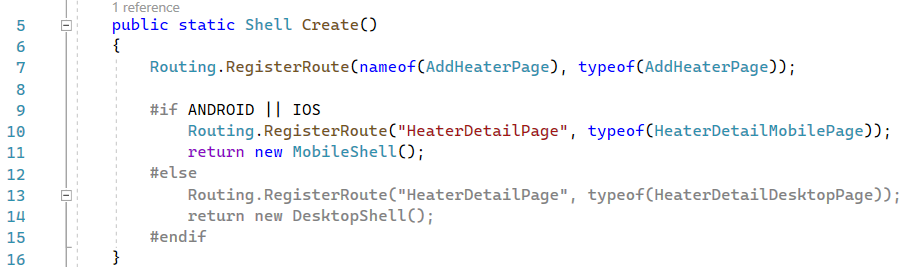 1 reference
5 public static Shell Create()
6 {
7 Routing.RegisterRoute(nameof(AddHeaterPage), typeof(AddHeaterPage));
8
9 #if ANDROID || IOS
10 Routing.RegisterRoute("HeaterDetailPage", typeof(HeaterDetailMobilePage));
11 return new MobileShell();
12 #else
13 Routing.RegisterRoute("HeaterDetailPage", typeof(HeaterDetailDesktopPage));
14 return new DesktopShell();
15 #endif
16 }